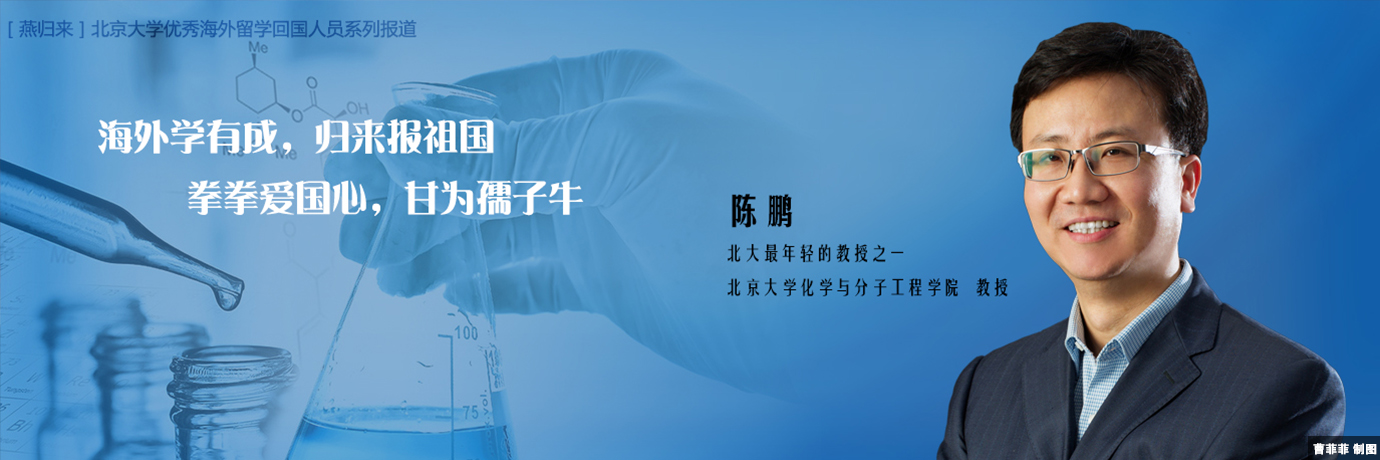 [ 燕归来 ] 北京大学优秀海外留学回国人员系列报道
Me
O
O
OH
海外学有成，归来报祖国
Me
Me
拳拳爱国心，甘为孺子牛
陈 鹏
北大最年轻的教授之一
北京大学化学与分子工程学院 教授
100
75
Bi
曹菲菲 制图